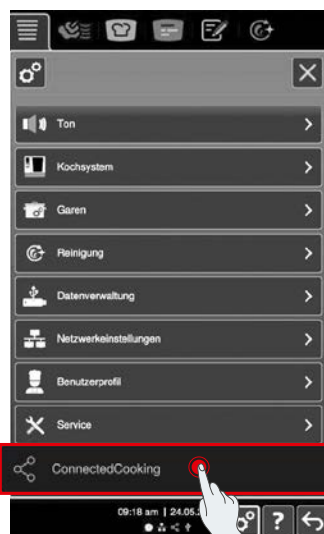 Ton
Kochsystem
Garen
Reinigung
Datenverwaltung
Netzwerkeinstellungen
Benutzerprofil
Service
ConnectedCooking
09:18 am | 24.05.
?